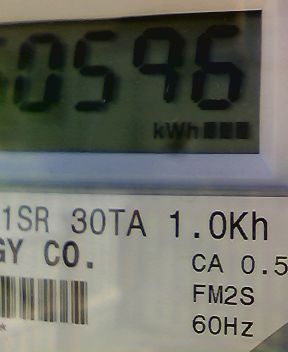 0596
kWh
1SR 30TA 1.0Kh
GY CO.
CA 0.5
FM2S
60Hz